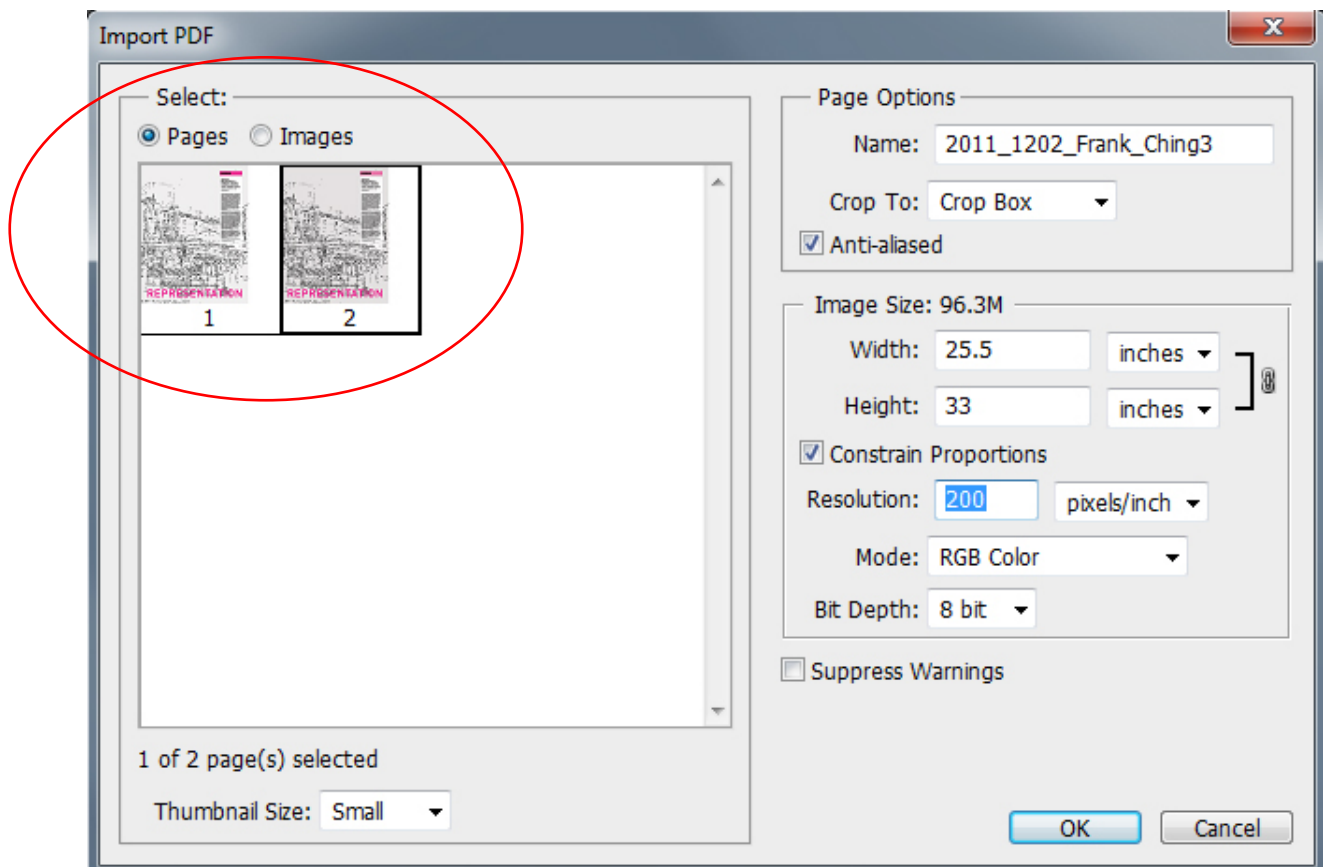 Import PDF
x
Select:
Pages Images
REPRESENTATION REPRESENTATION
1 2
1 of 2 page(s) selected
Thumbnail Size: Small
Page Options
Name: 2011_1202_Frank_Ching3
Crop To: Crop Box
Anti-aliased
Image Size: 96.3M
Width: 25.5 inches
Height: 33 inches
Constrain Proportions
Resolution: 200 pixels/inch
Mode: RGB Color
Bit Depth: 8 bit
Suppress Warnings
OK Cancel